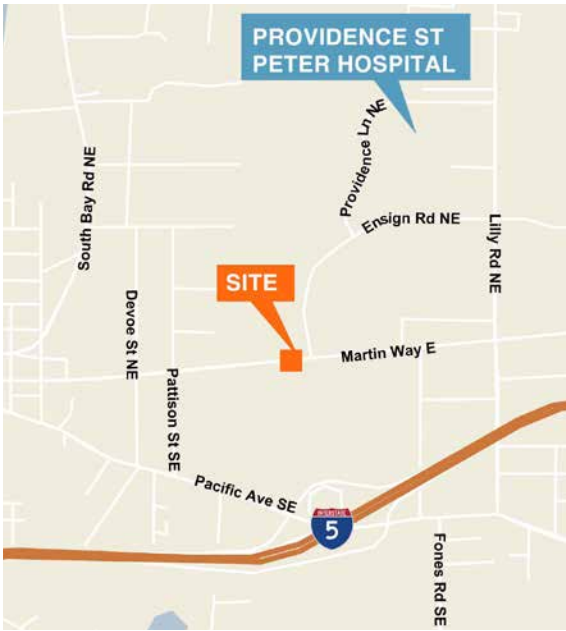 PROVIDENCE ST
PETER HOSPITAL
Providence Ln NE
Ensign Rd NE
South Bay Rd NE
Lilly Rd NE
SITE
Devoe St NE
Martin Way E
Pattison St SE
Pacific Ave SE
INTERSTATE
5
Fones Rd SE